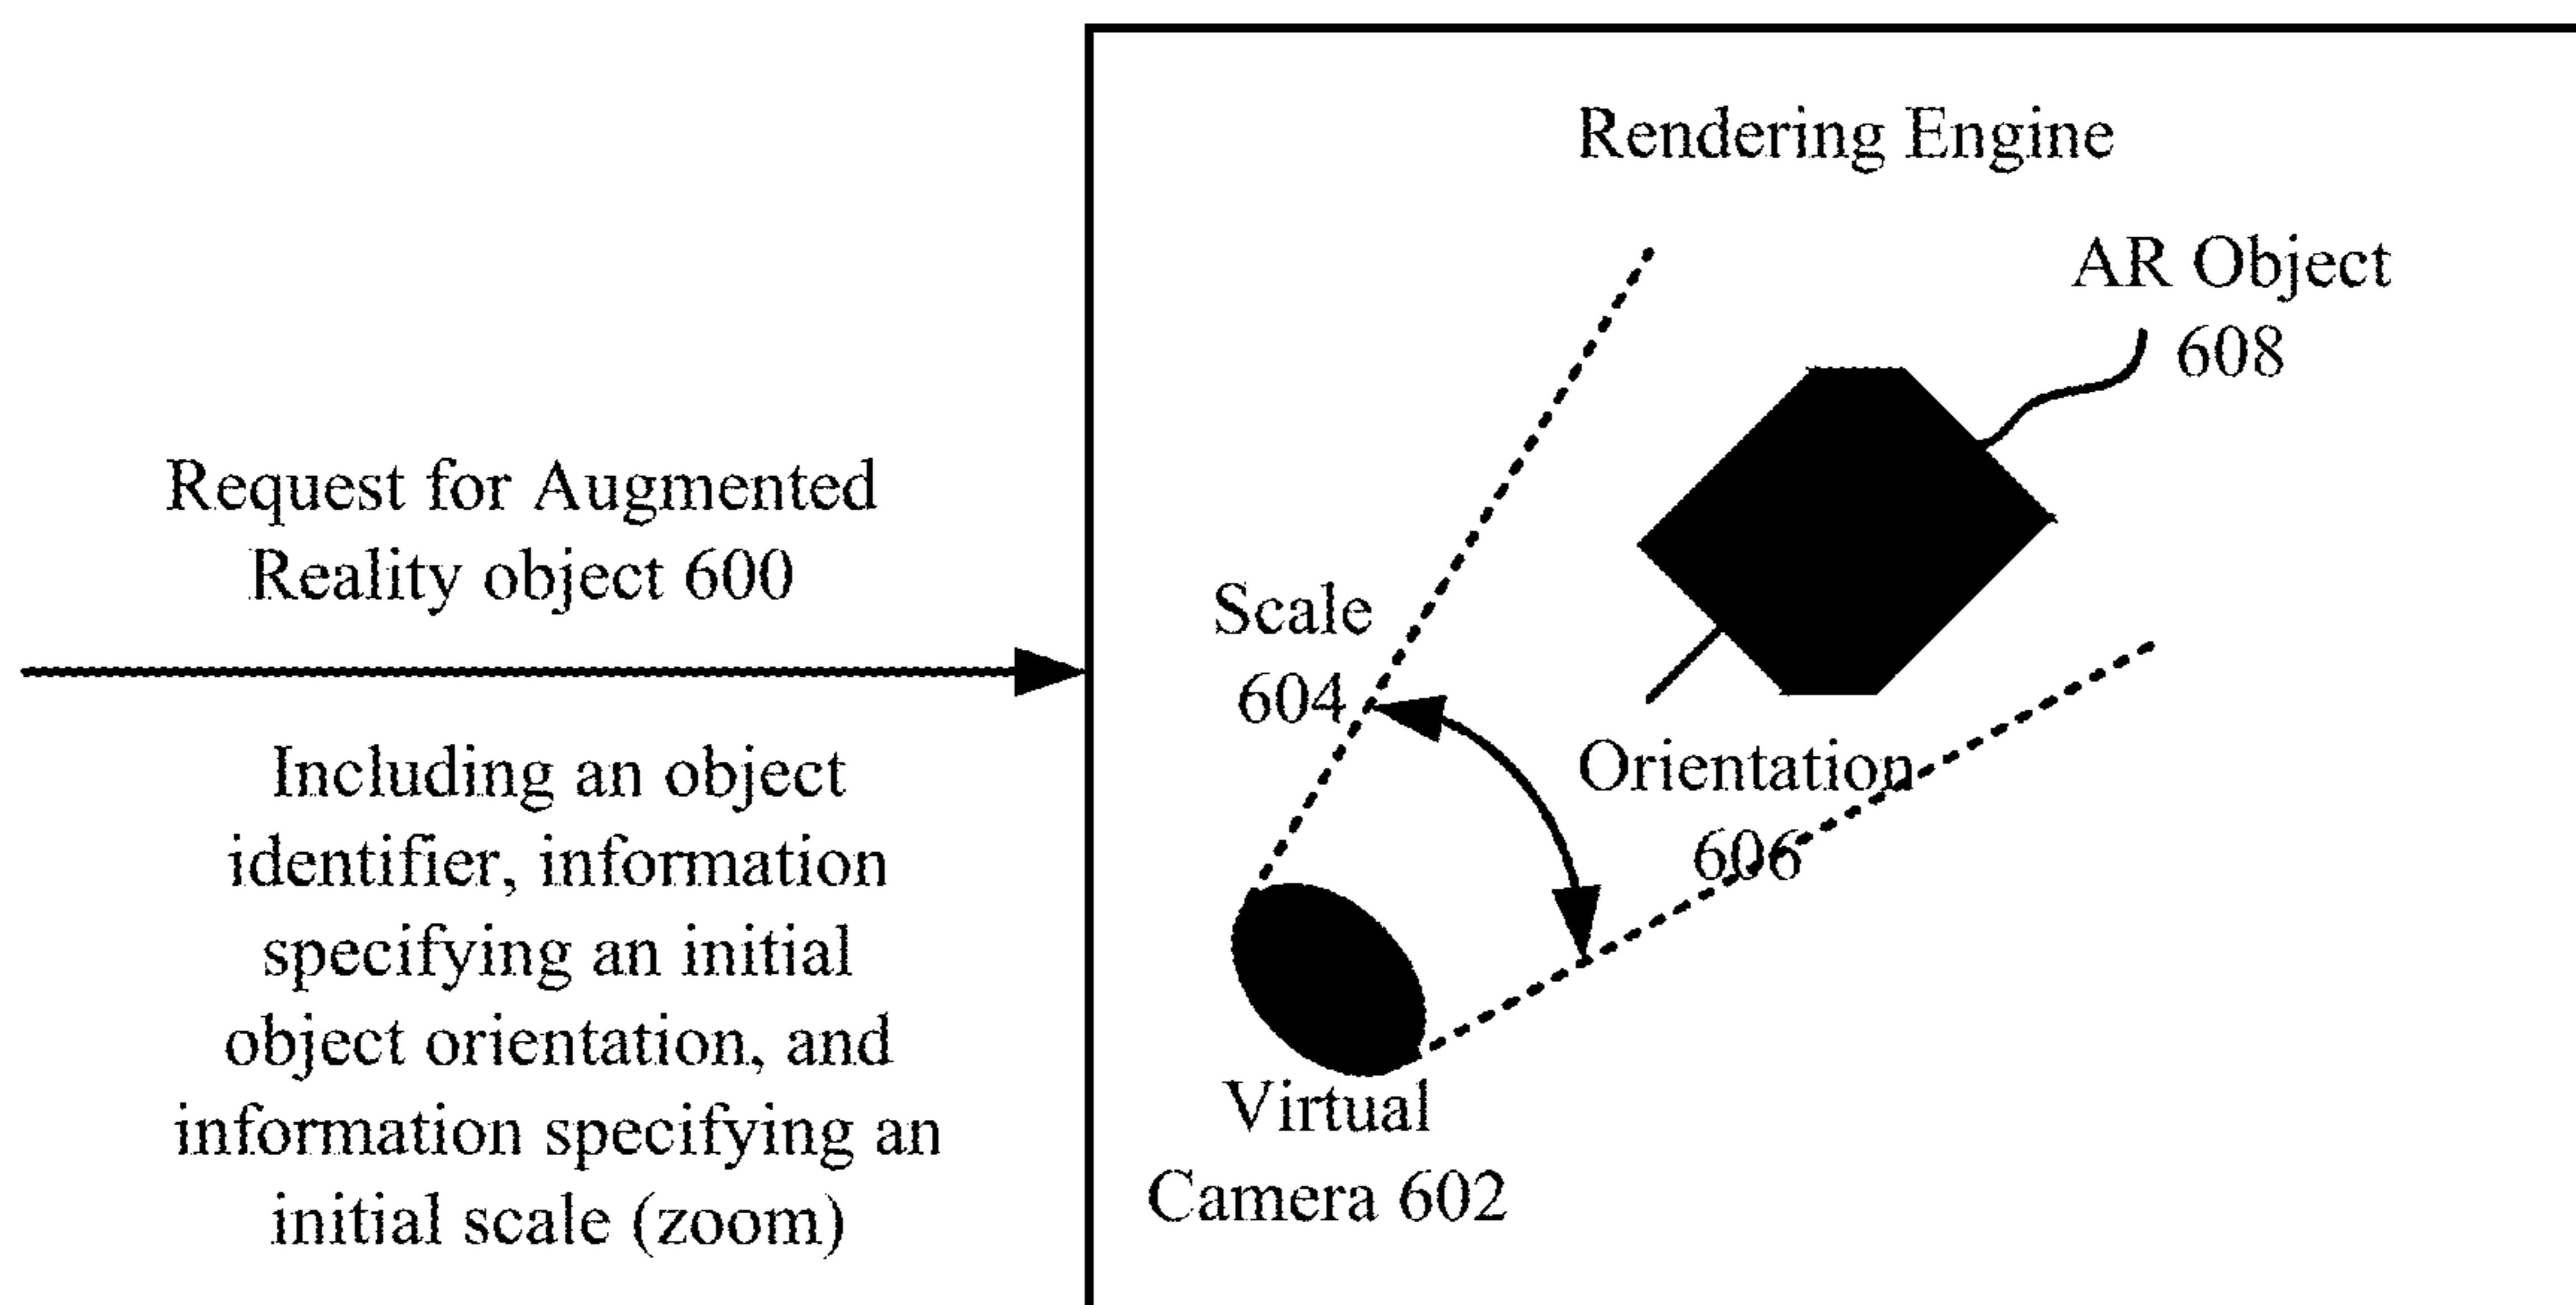 Request for Augmented
Reality object 600
Including an object
identifier, information
specifying an initial
object orientation, and
information specifying an
initial scale (zoom)
Rendering Engine
AR Object
608
Scale
604
Orientation
606
Virtual
Camera 602